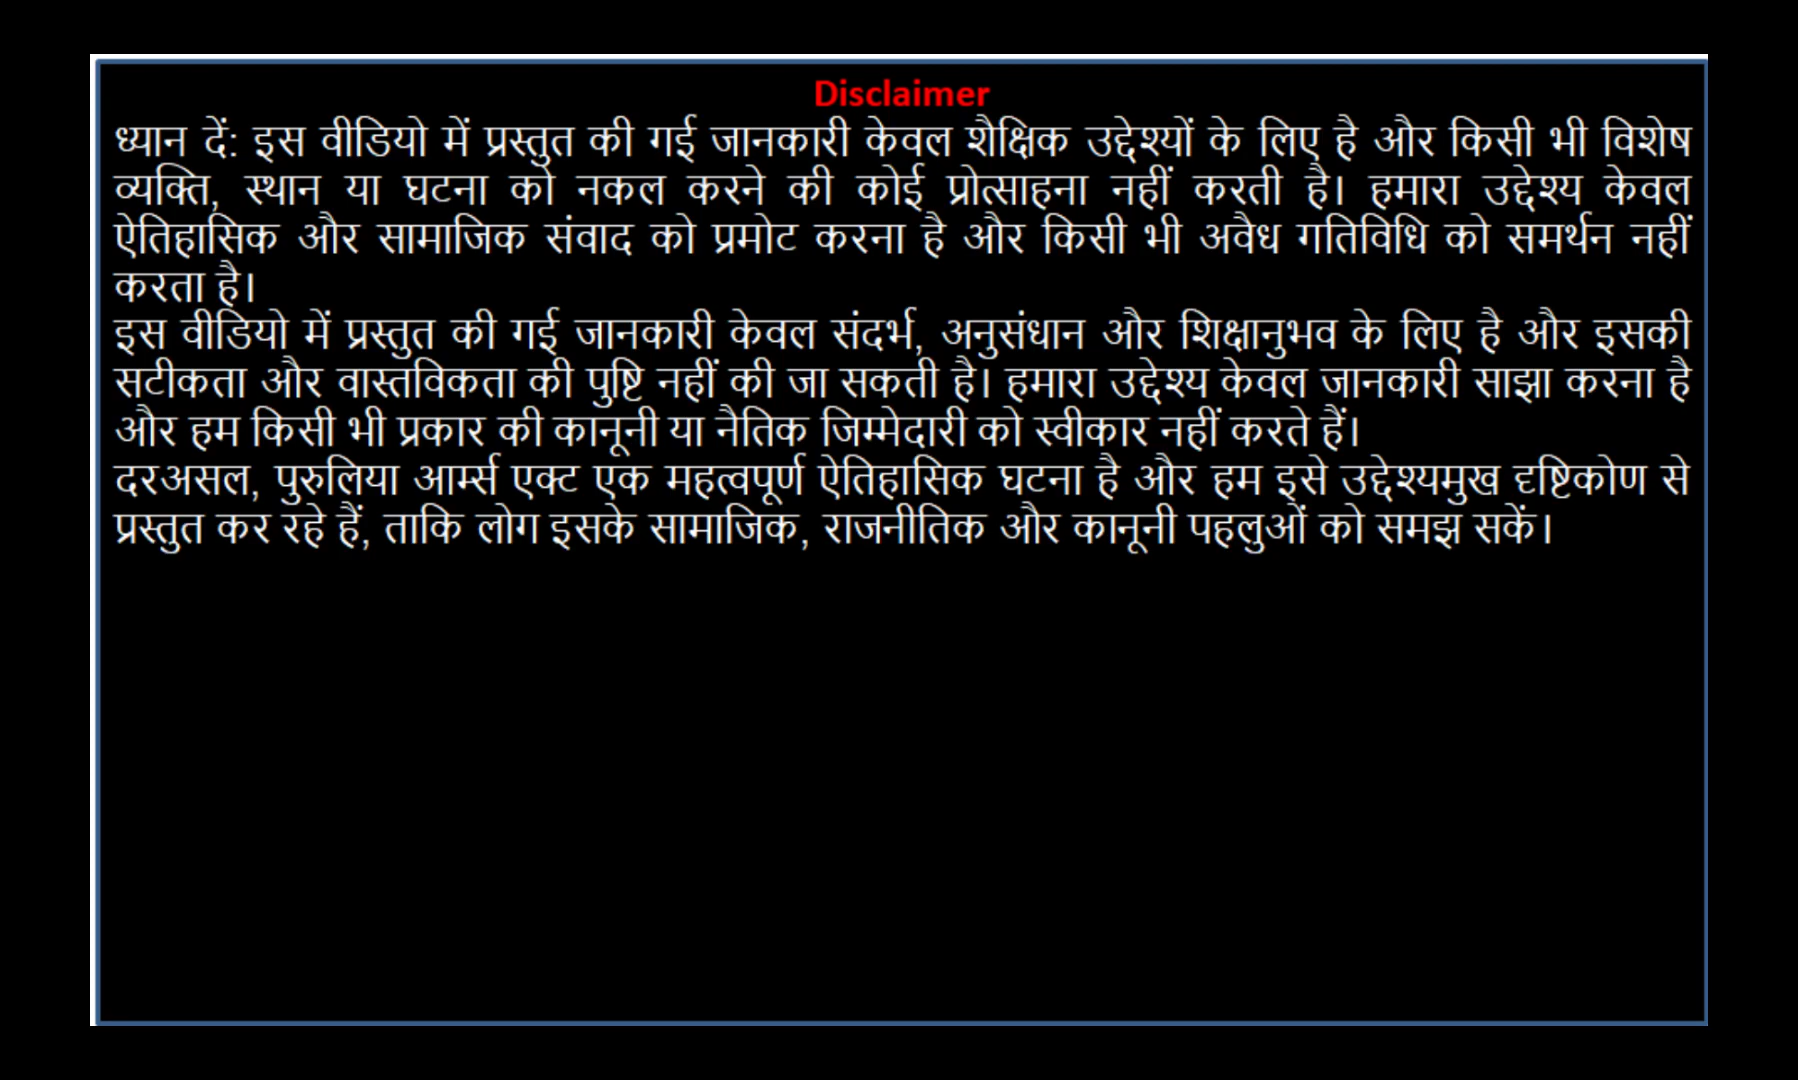 Disclaimer
ध्यान दें: इस वीडियो में प्रस्तुत की गई जानकारी केवल शैक्षिक उद्देश्यों के लिए है और किसी भी विशेष
व्यक्ति, स्थान या घटना को नकल करने की कोई प्रोत्साहना नहीं करती है। हमारा उद्देश्य केवल
ऐतिहासिक और सामाजिक संवाद को प्रमोट करना है और किसी भी अवैध गतिविधि को समर्थन नहीं
करता है।
इस वीडियो में प्रस्तुत की गई जानकारी केवल संदर्भ, अनुसंधान और शिक्षानुभव के लिए है और इसकी
सटीकता और वास्तविकता की पुष्टि नहीं की जा सकती है। हमारा उद्देश्य केवल जानकारी साझा करना है
और हम किसी भी प्रकार की कानूनी या नैतिक जिम्मेदारी को स्वीकार नहीं करते हैं।
दरअसल, पुरुलिया आर्म्स एक्ट एक महत्वपूर्ण ऐतिहासिक घटना है और हम इसे उद्देश्यमुख दृष्टिकोण से
प्रस्तुत कर रहे हैं, ताकि लोग इसके सामाजिक, राजनीतिक और कानूनी पहलुओं को समझ सकें।